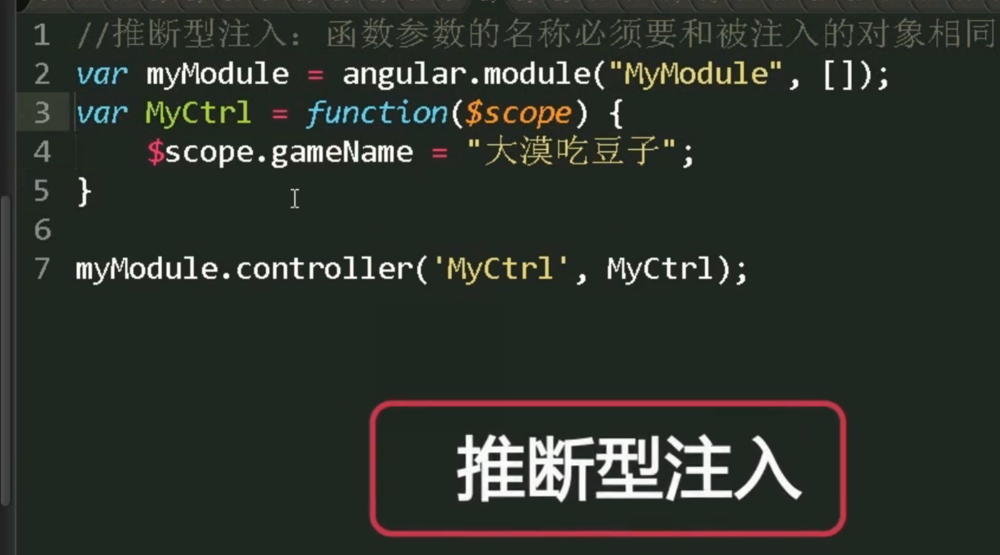 1 //推断型注入：函数参数的名称必须要和被注入的对象相同
2 var myModule = angular.module("MyModule", []);
3 var MyCtrl = function($scope) {
4     $scope.gameName = "大漠吃豆子";
5 }
6
7 myModule.controller('MyCtrl', MyCtrl);
推断型注入